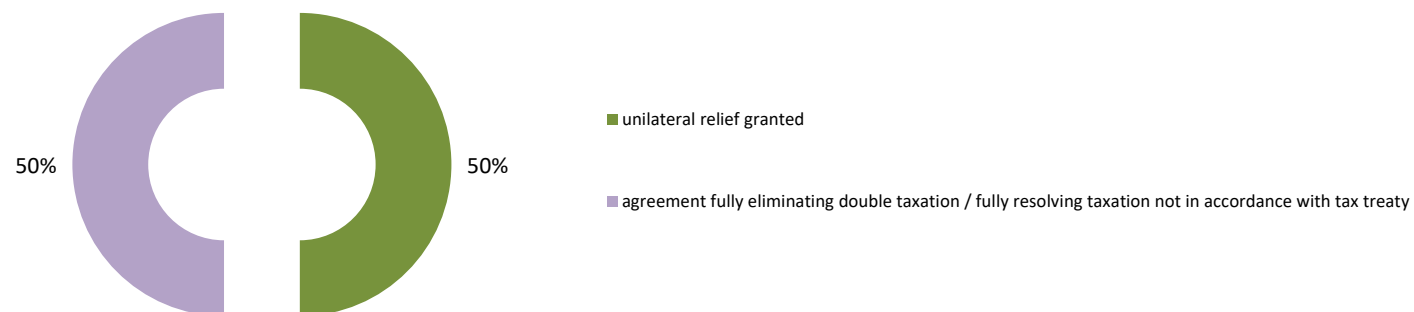 unilateral relief granted
50%
50%
agreement fully eliminating double taxation / fully resolving taxation not in accordance with tax treaty